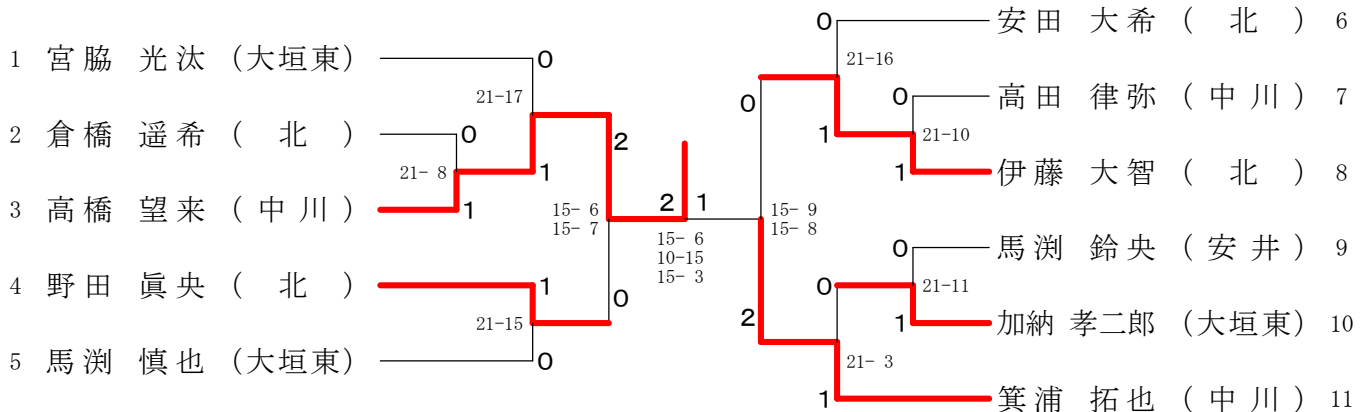 1 宮脇 光汰 (大垣東)
0
21-17
2 倉橋 遥希 ( 北 )
0
21- 8
1
3 高橋 望来 ( 中川 )
1
2
15- 6
15- 7
4 野田 眞央 ( 北 )
1
0
21-15
5 馬渕 慎也 (大垣東)
0
2 1
15- 6
10-15
15- 3
0 安田 大希 ( 北 ) 6
21-16
0
0 高田 律弥 ( 中川 ) 7
1
21-10
1 伊藤 大智 ( 北 ) 8
15- 9
15- 8
0 馬渕 鈴央 ( 安井 ) 9
0
21-11
2
1 加納 孝二郎 (大垣東) 10
21- 3
1 箕浦 拓也 ( 中川 ) 11